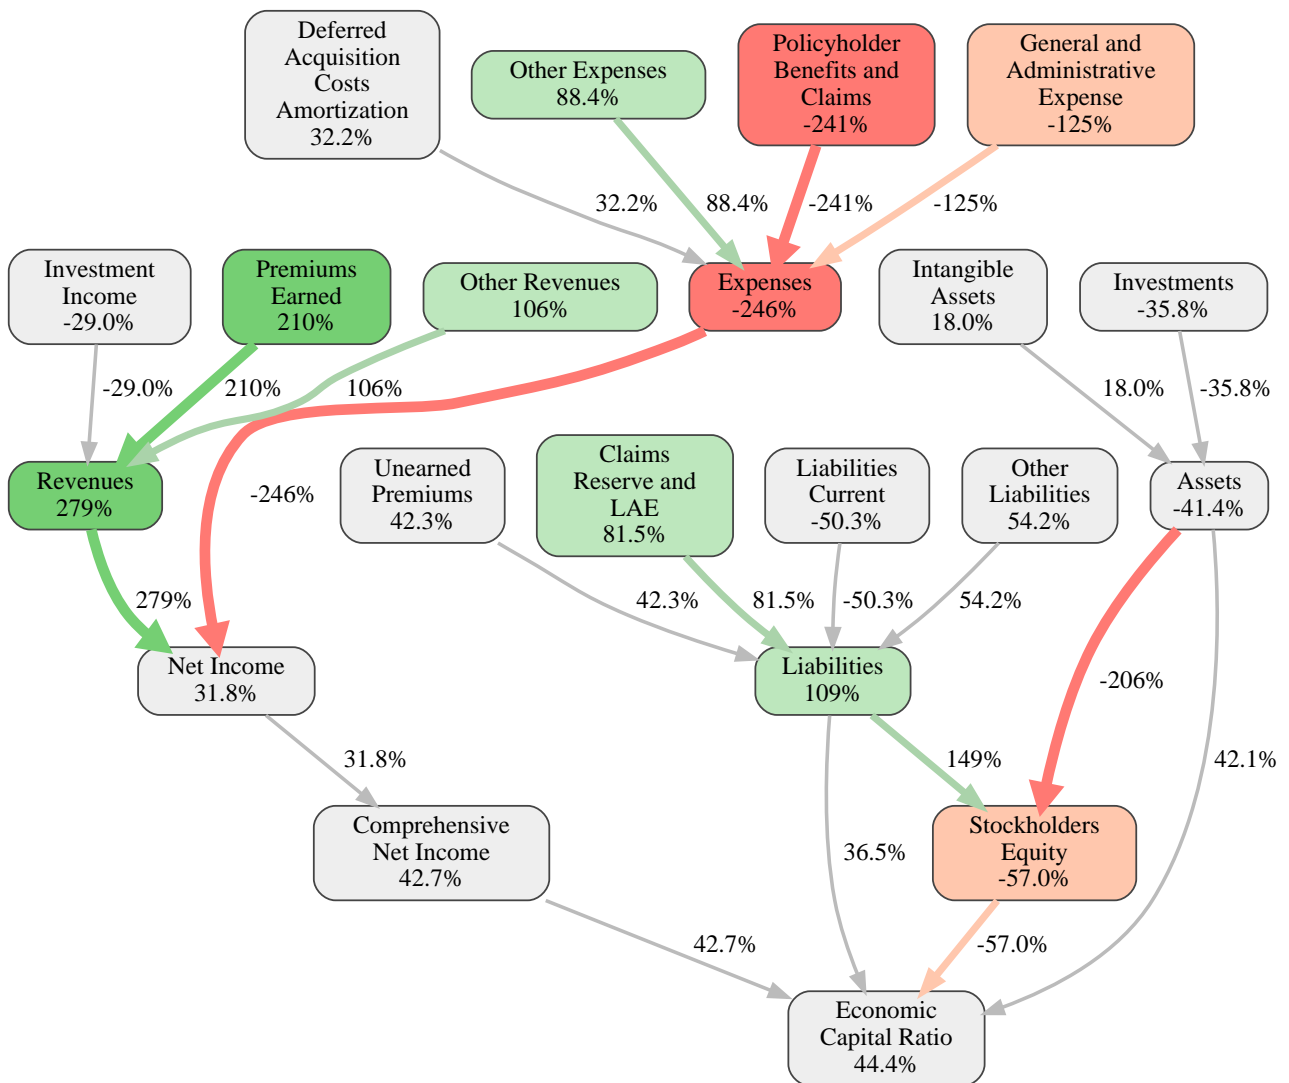 Deferred
Acquisition
Costs
Amortization
32.2%
Other Expenses
88.4%
Policyholder
Benefits and
Claims
-241%
General and
Administrative
Expense
-125%
32.2%
88.4%
-241%
-125%
Investment
Income
-29.0%
Premiums
Earned
210%
Other Revenues
106%
Expenses
-246%
Intangible
Assets
18.0%
Investments
-35.8%
-29.0%
210%
106%
18.0%
-35.8%
Revenues
279%
-246%
Unearned
Premiums
42.3%
Claims
Reserve and
LAE
81.5%
Liabilities
Current
-50.3%
Other
Liabilities
54.2%
Assets
-41.4%
279%
42.3%
81.5%
-50.3%
54.2%
Net Income
31.8%
Liabilities
109%
-206%
31.8%
149%
42.1%
Comprehensive
Net Income
42.7%
36.5%
Stockholders
Equity
-57.0%
42.7%
-57.0%
Economic
Capital Ratio
44.4%